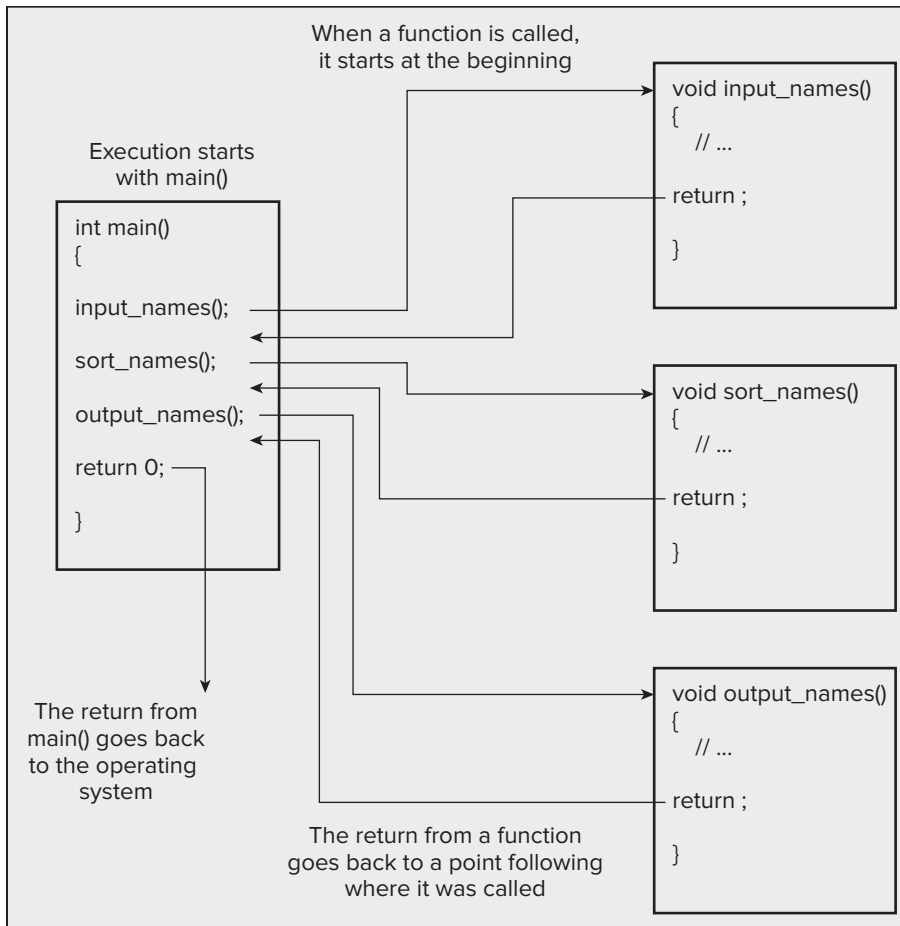 When a function is called,
it starts at the beginning
void input_names()
{
// ...
return ;
}
Execution starts
with main()
int main()
{
input_names();
sort_names();
output_names();
return 0;
}
void sort_names()
{
// ...
return ;
}
The return from
main() goes back
to the operating
system
void output_names()
{
// ...
return ;
}
The return from a function
goes back to a point following
where it was called